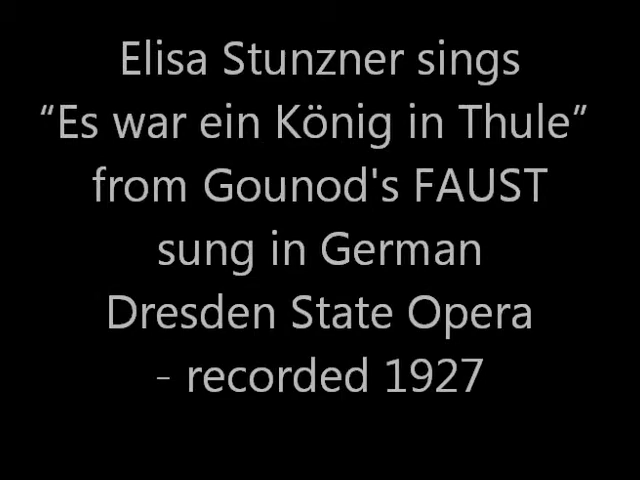 Elisa Stunzner sings
“Es war ein König in Thule”
from Gounod's FAUST
sung in German
Dresden State Opera
- recorded 1927